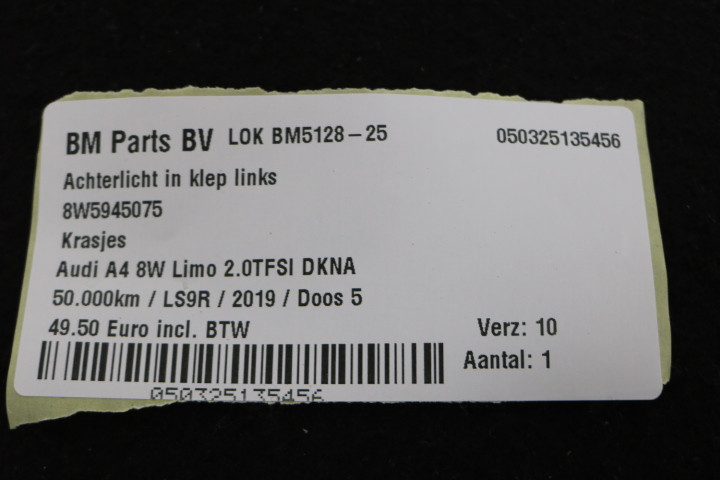 BM Parts BV LOK BM5128-25 050325135456
Achterlicht in klep links
8W5945075
Krasjes
Audi A4 8W Limo 2.0TFSI DKNA
50.000km / LS9R / 2019 / Doos 5
49.50 Euro incl. BTW Verz: 10
Aantal: 1
050325135456